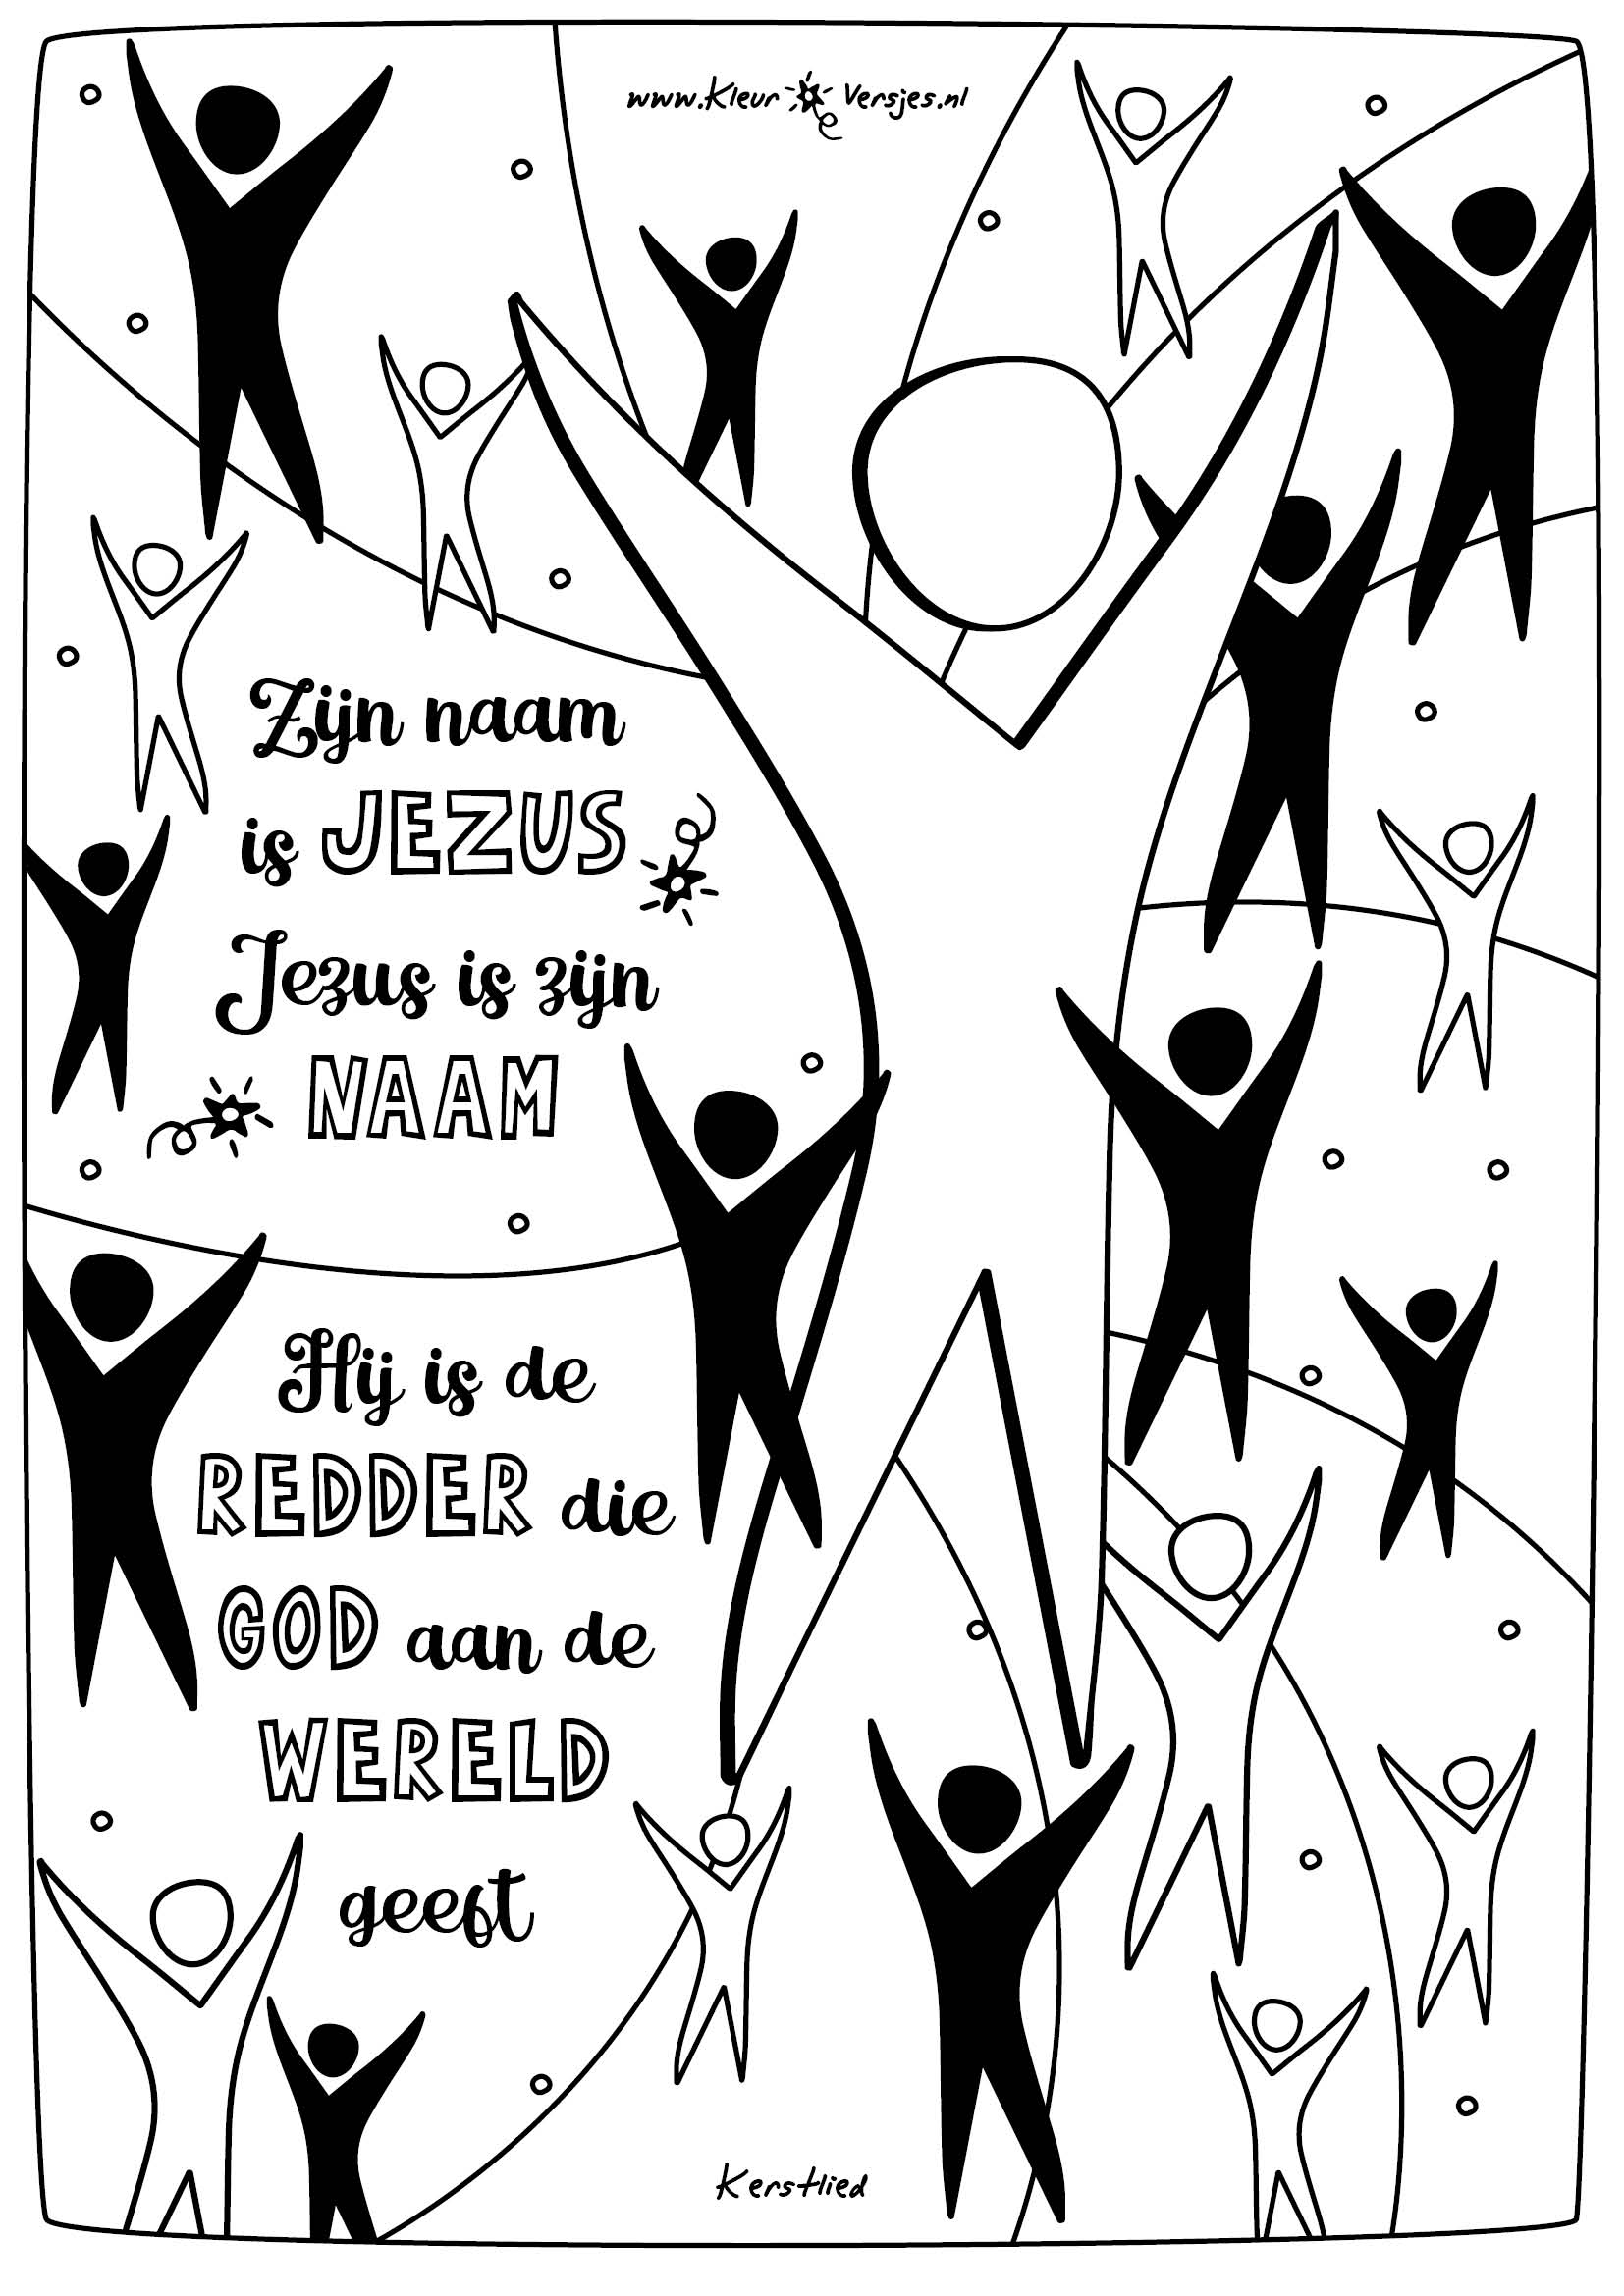 www.Kleur Versjes.nl
Zijn naam
is JEZUS
Jezus is zijn
NAAM
Hij is de
REDDER die
GOD aan de
WERELD
geeft
Kerstlied